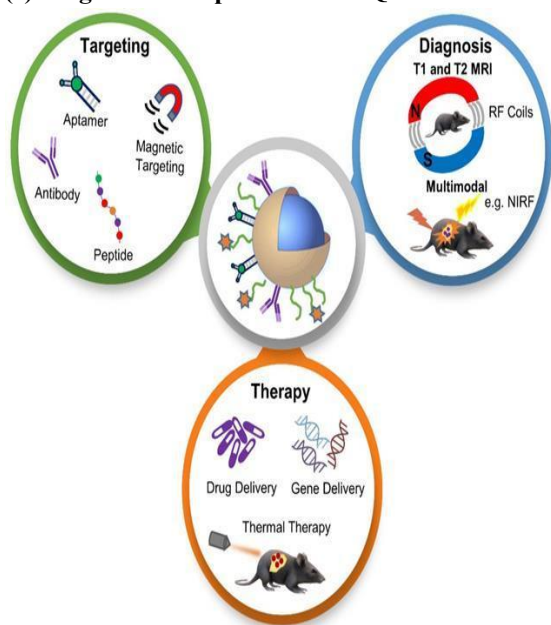 Targeting
Aptamer
Magnetic
Targeting
Antibody
Peptide
Diagnosis
T1 and T2 MRI
N
RF Coils
S
Multimodal
e.g. NIRF
Therapy
Drug Delivery
Gene Delivery
Thermal Therapy